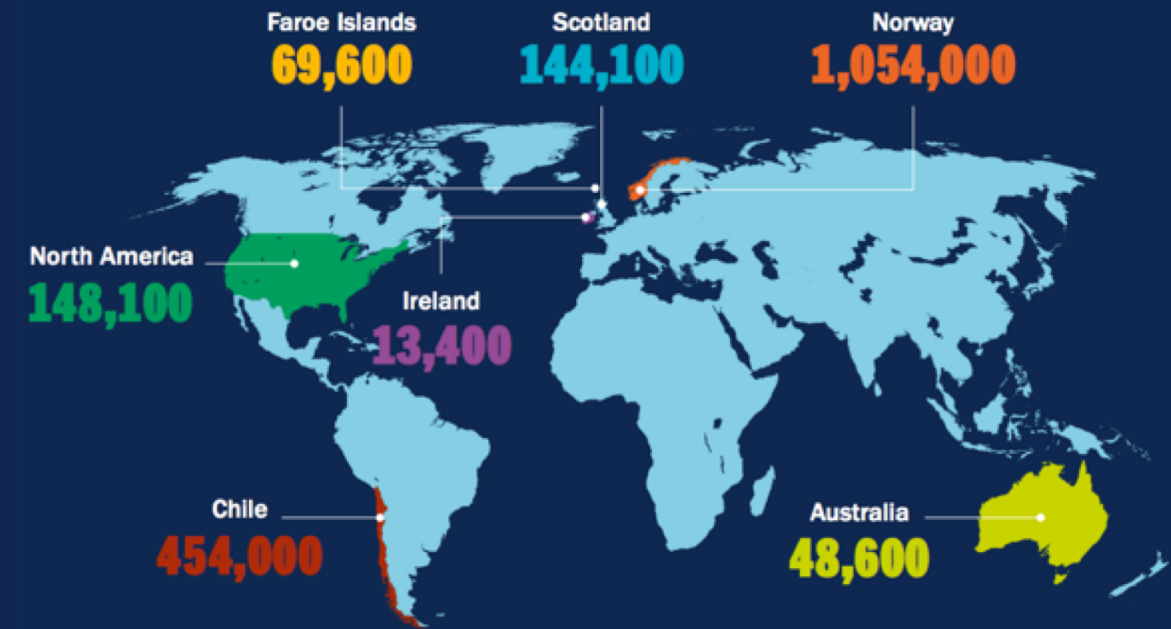 Faroe Islands
69,600
Scotland
144,100
Norway
1,054,000
North America
148,100
Ireland
13,400
Chile
454,000
Australia
48,600